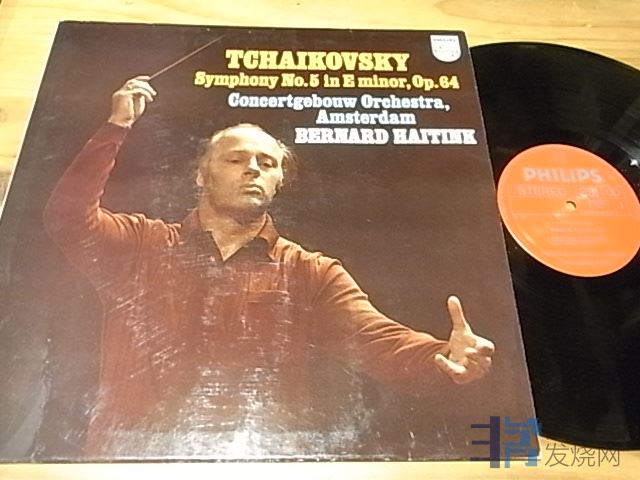 PHILIPS
TCHAIKOVSKY
Symphony No. 5 in E minor, Op. 64
Concertgebouw Orchestra,
Amsterdam
BERNARD HAITINK
PHILIPS
STEREO
发烧网